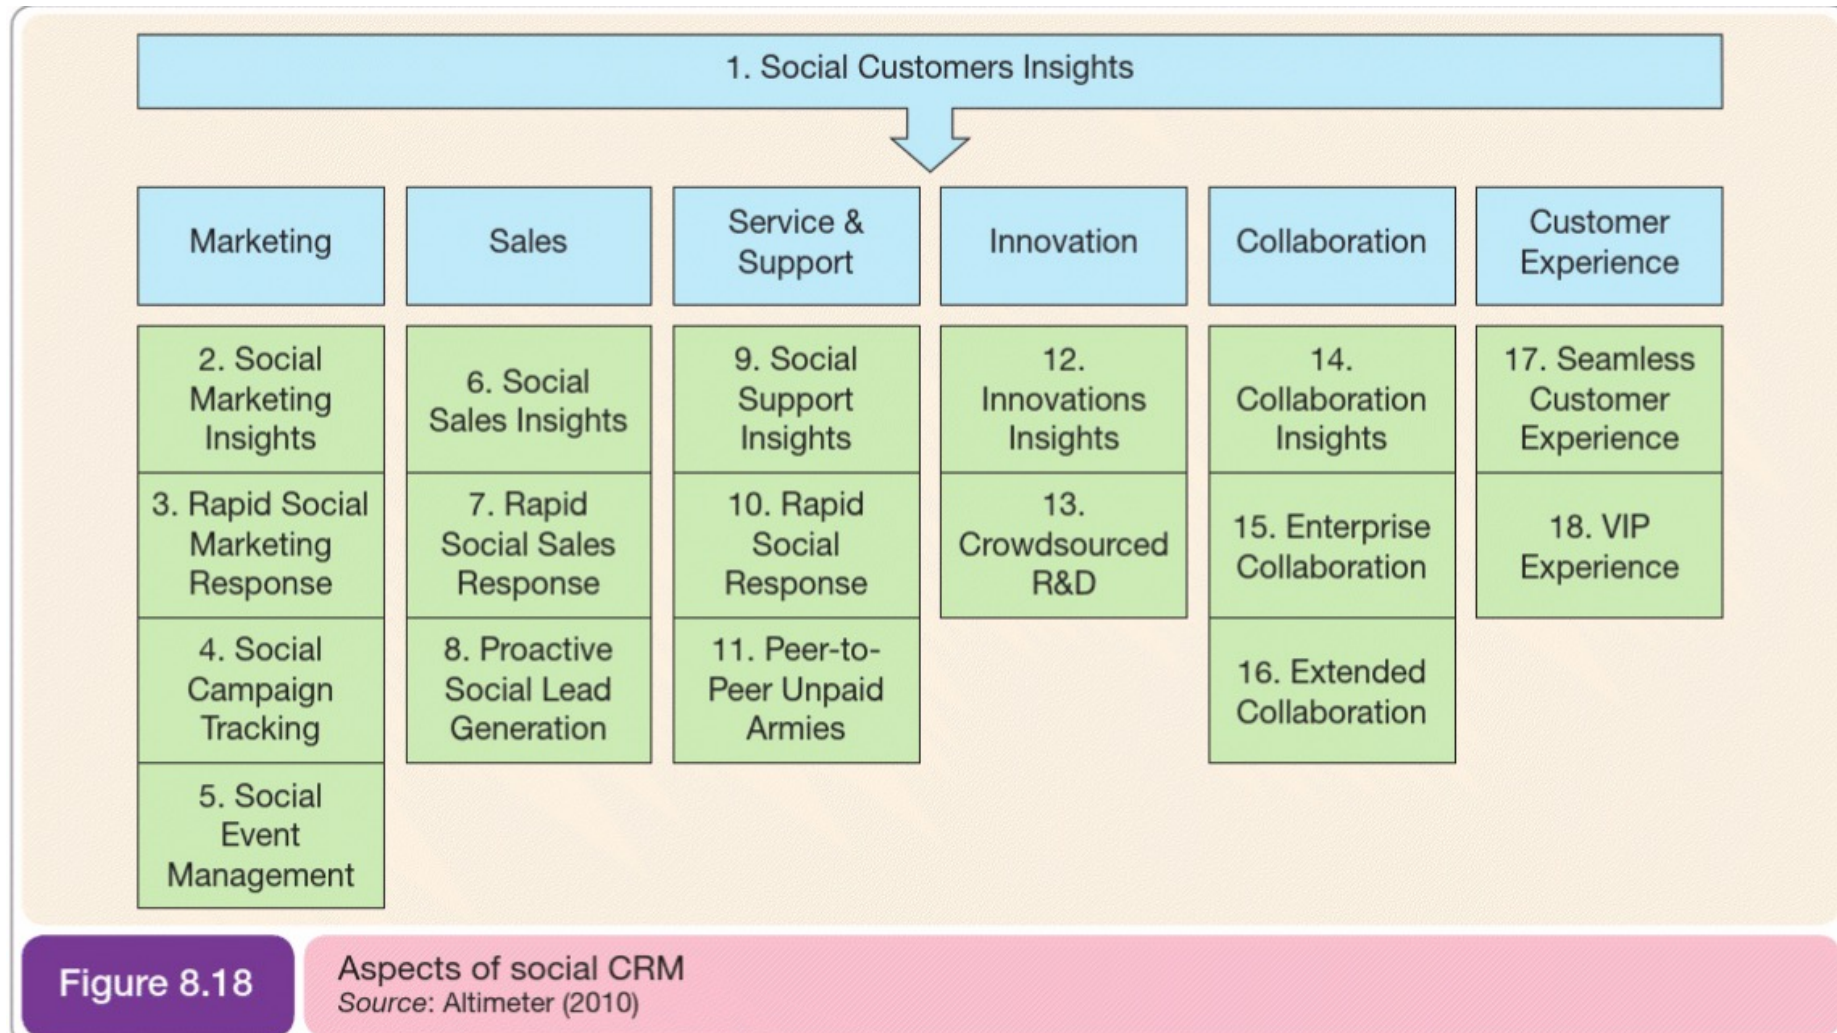 1. Social Customers Insights
Marketing
Sales
Service &
Support
Innovation
Collaboration
Customer
Experience
2. Social
Marketing
Insights
3. Rapid Social
Marketing
Response
4. Social
Campaign
Tracking
5. Social
Event
Management
6. Social
Sales Insights
7. Rapid
Social Sales
Response
8. Proactive
Social Lead
Generation
9. Social
Support
Insights
10. Rapid
Social
Response
11. Peer-to-
Peer Unpaid
Armies
12.
Innovations
Insights
13.
Crowdsourced
R&D
14.
Collaboration
Insights
15. Enterprise
Collaboration
16. Extended
Collaboration
17. Seamless
Customer
Experience
18. VIP
Experience
Figure 8.18
Aspects of social CRM
Source: Altimeter (2010)